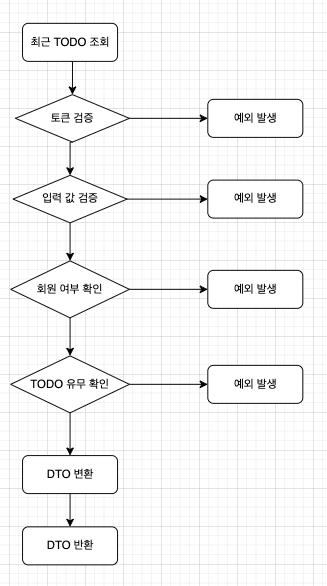 최근 TODO 조회
토큰 검증
예외 발생
입력 값 검증
예외 발생
회원 여부 확인
예외 발생
TODO 유무 확인
예외 발생
DTO 변환
DTO 반환